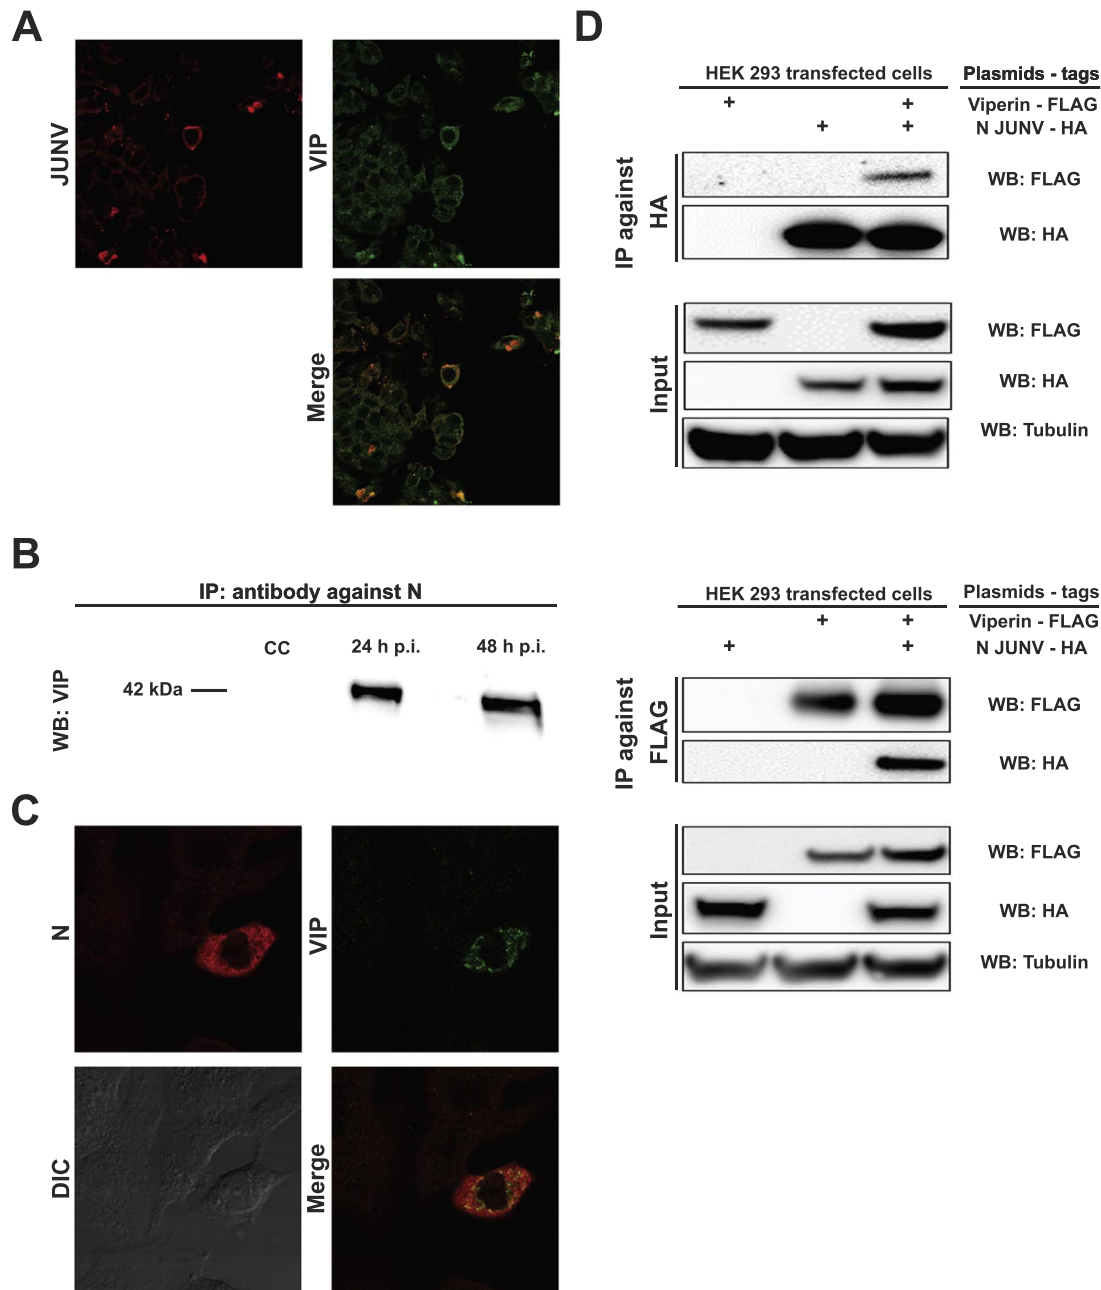 A
JUNV
VIP
Merge
B
IP: antibody against N
CC 24 h p.i. 48 h p.i.
42 kDa
WB: VIP
C
N
VIP
DIC
Merge
D
HEK 293 transfected cells Plasmids - tags
+ + Viperin - FLAG
+ + N JUNV - HA
IP against
HA
WB: FLAG
WB: HA
Input
WB: FLAG
WB: HA
WB: Tubulin
HEK 293 transfected cells Plasmids - tags
+ + Viperin - FLAG
+ + N JUNV - HA
IP against
FLAG
WB: FLAG
WB: HA
Input
WB: FLAG
WB: HA
WB: Tubulin